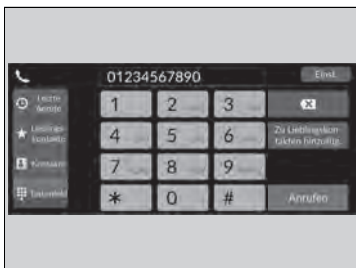 01234567890
Einst.
Letzte
Anrufe
1
2
3
Lieblings-
kontakte
4
5
6
Zu Lieblingskon
takten hinzufüg.
Kontakte
7
8
9
Tastenfeld
*
0
#
Anrufen